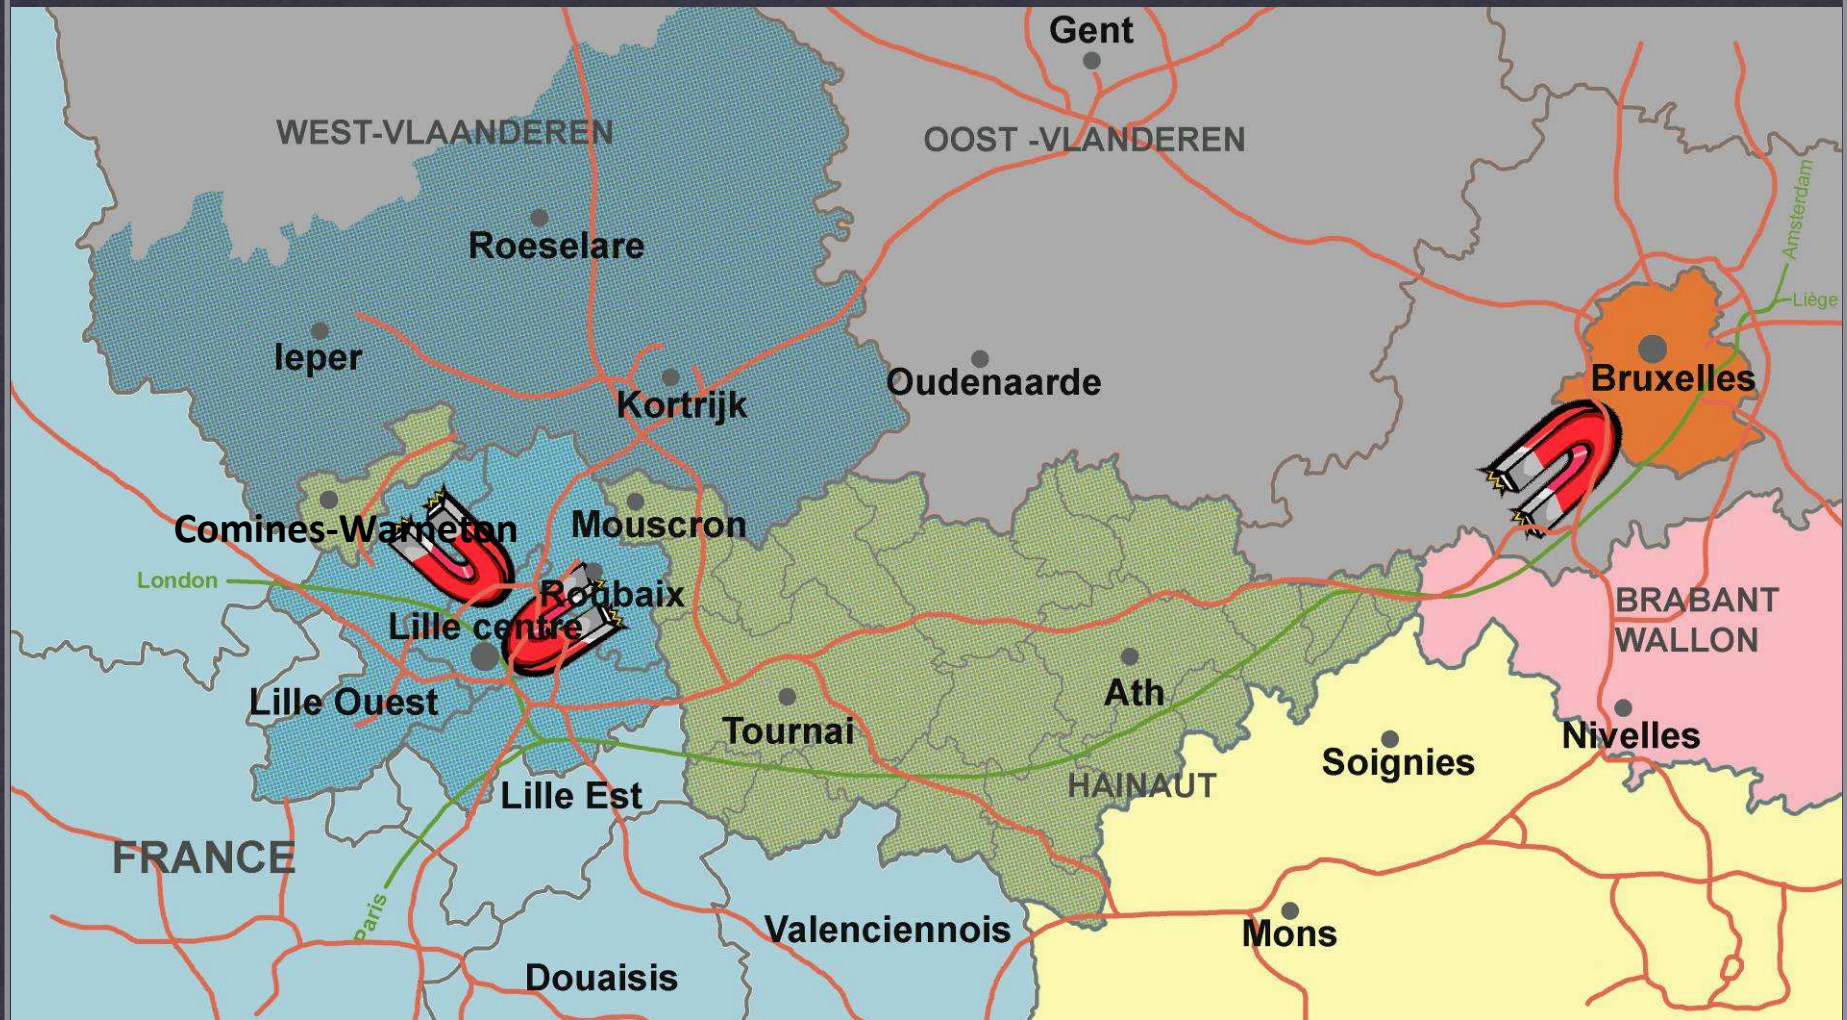 Gent
WEST-VLAANDEREN
OOST -VLANDEREN
Amsterdam
Roeselare
Liège
Ieper
Oudenaarde
Bruxelles
Kortrijk
Comines-Warneton
Mouscron
London
Roubaix
BRABANT
WALLON
Lille centre
Lille Ouest
Ath
Tournai
Nivelles
Soignies
HAINAUT
Lille Est
FRANCE
Paris
Valenciennois
Mons
Douaisis